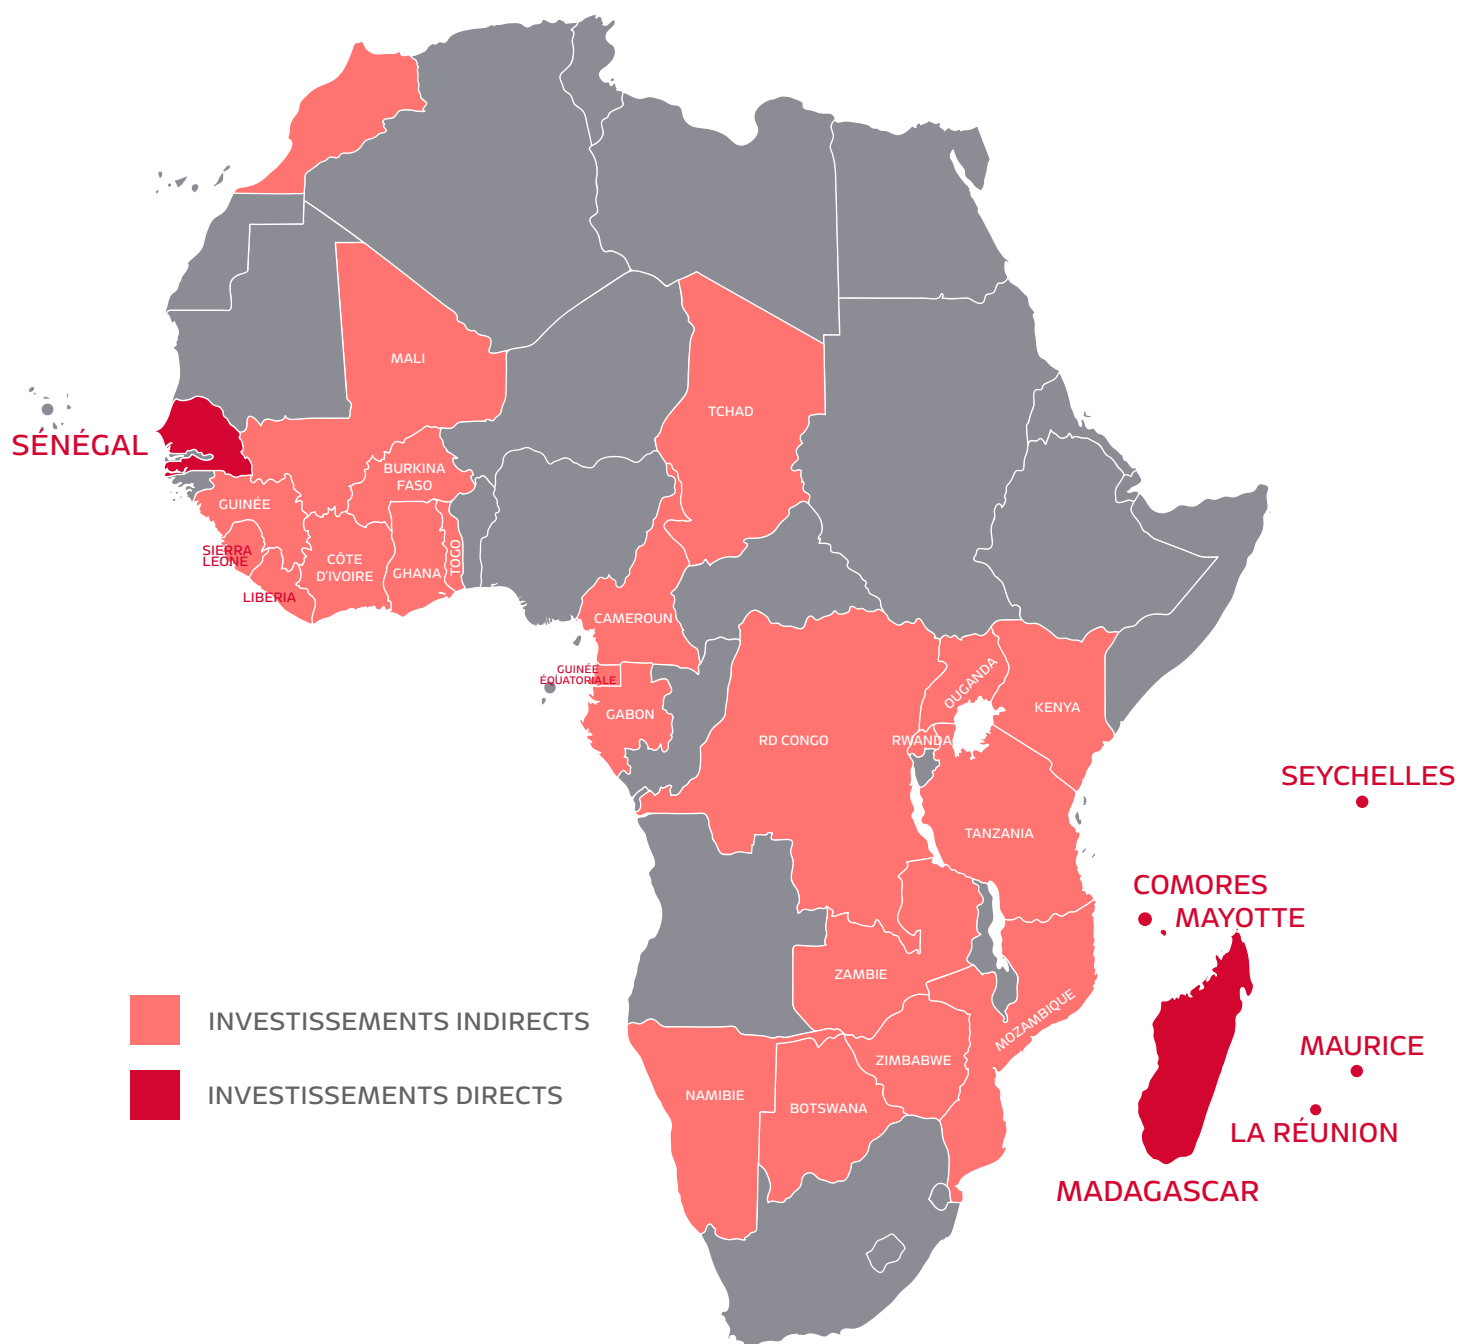 MALI
TCHAD
SÉNÉGAL
BURKINA
FASO
GUINÉE
SIERRA
LEONE
CÔTE
D'IVOIRE
GHANA
TOGO
LIBERIA
CAMEROUN
GUINÉE
ÉQUATORIALE
GABON
RD CONGO
OUGANDA
KENYA
RWANDA
TANZANIA
SEYCHELLES
COMORES
MAYOTTE
ZAMBIE
MOZAMBIQUE
ZIMBABWE
NAMIBIE
BOTSWANA
MAURICE
LA RÉUNION
MADAGASCAR
INVESTISSEMENTS INDIRECTS
INVESTISSEMENTS DIRECTS